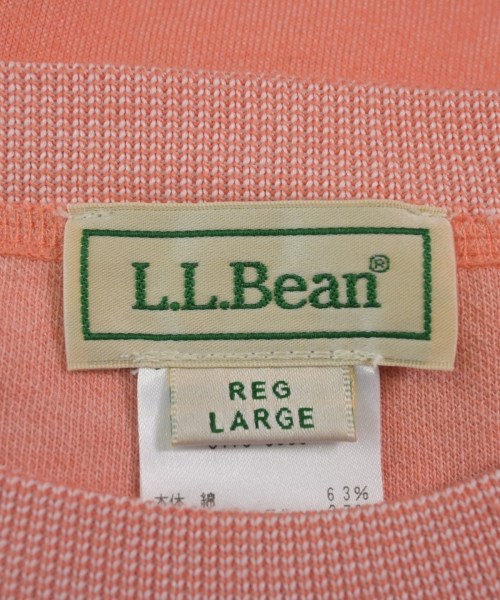 L.L.Bean®
REG
LARGE
本体 綿 63%